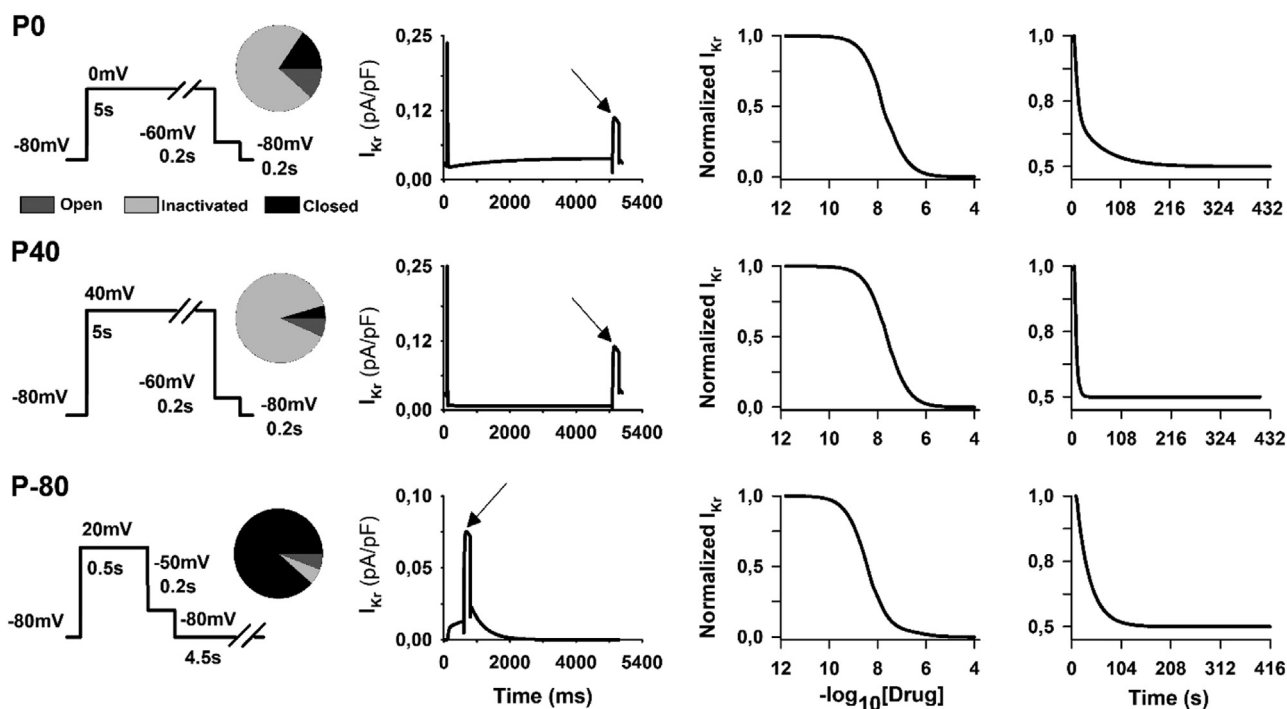 P0
0mV
5s
-80mV
-60mV
0.2s
-80mV
0.2s
I_Kr (pA/pF)
0,25
0,12
0,00
0
2000
4000
5400
Normalized I_Kr
1,0
0,5
0,0
12
10
8
6
4
1,0
0,8
0,5
0
108
216
324
432
Open
Inactivated
Closed
P40
40mV
5s
-80mV
-60mV
0.2s
-80mV
0.2s
I_Kr (pA/pF)
0,25
0,12
0,00
0
2000
4000
5400
Normalized I_Kr
1,0
0,5
0,0
12
10
8
6
4
1,0
0,8
0,5
0
108
216
324
432
P-80
20mV
0.5s
-80mV
-50mV
0.2s
-80mV
4.5s
I_Kr (pA/pF)
0,10
0,05
0,00
0
2000
4000
5400
Time (ms)
Normalized I_Kr
1,0
0,5
0,0
12
10
8
6
4
-log10[Drug]
1,0
0,8
0,5
0
104
208
312
416
Time (s)